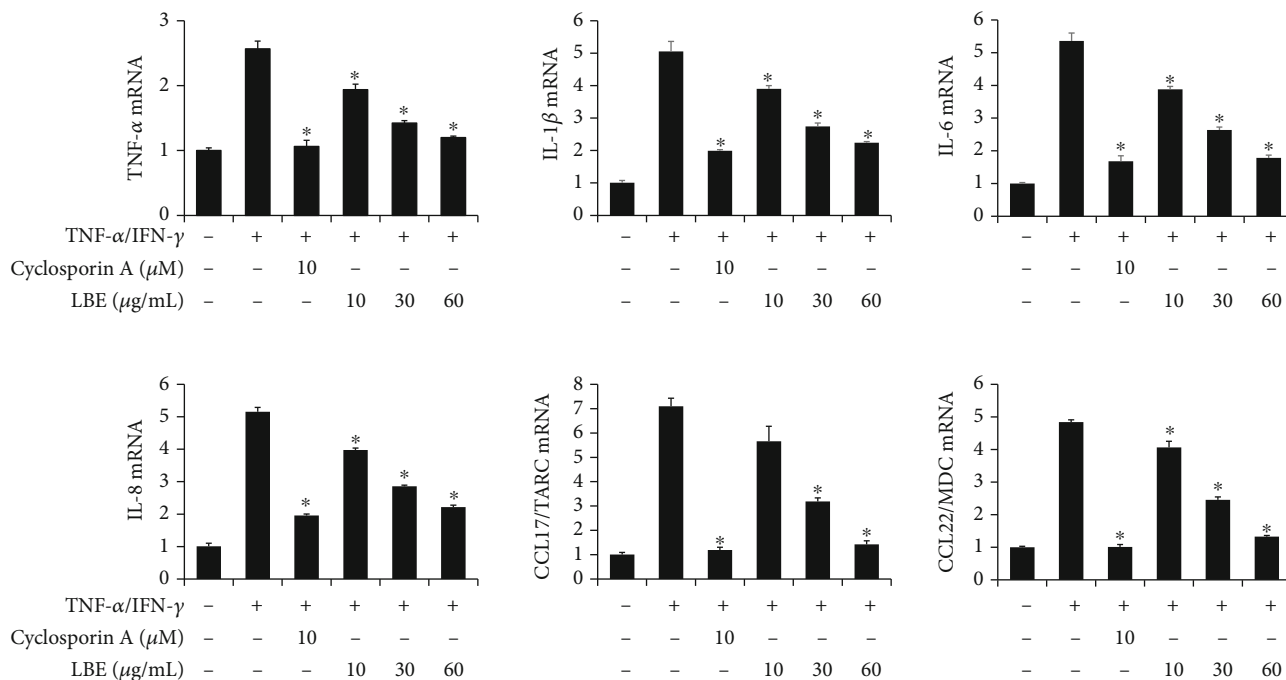 TNF-α mRNA
3
2
1
0
* * * *
TNF-α/IFN-γ – + + + + +
Cyclosporin A (μM) – – 10 – – –
LBE (μg/mL) – – – 10 30 60
IL-1β mRNA
6
5
4
3
2
1
0
* * * *
– + + + + +
– – 10 – – –
– – – 10 30 60
IL-6 mRNA
6
5
4
3
2
1
0
* * * *
– + + + + +
– – 10 – – –
– – – 10 30 60
IL-8 mRNA
6
5
4
3
2
1
0
* * * *
TNF-α/IFN-γ – + + + + +
Cyclosporin A (μM) – – 10 – – –
LBE (μg/mL) – – – 10 30 60
CCL17/TARC mRNA
8
7
6
5
4
3
2
1
0
* * *
– + + + + +
– – 10 – – –
– – – 10 30 60
CCL22/MDC mRNA
6
5
4
3
2
1
0
* * * *
– + + + + +
– – 10 – – –
– – – 10 30 60